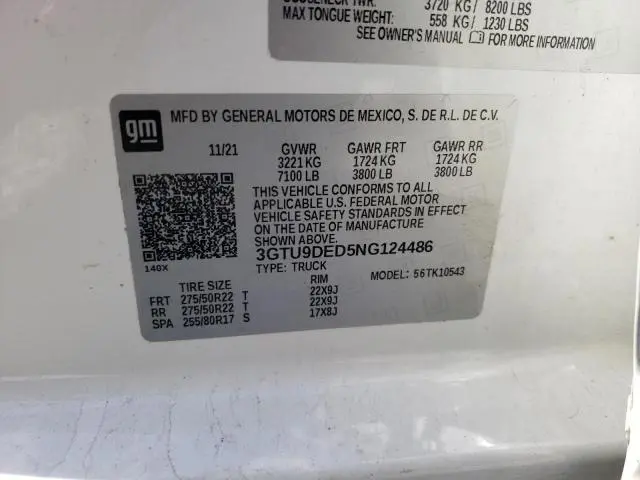 3720 KG / 8200 LBS
MAX TONGUE WEIGHT: 558 KG / 1230 LBS
SEE OWNER'S MANUAL FOR MORE INFORMATION
gm
MFD BY GENERAL MOTORS DE MEXICO, S. DE R.L. DE C.V.
11/21 GVWR GAWR FRT GAWR RR
3221 KG 1724 KG 1724 KG
7100 LB 3800 LB 3800 LB
THIS VEHICLE CONFORMS TO ALL
APPLICABLE U.S. FEDERAL MOTOR
VEHICLE SAFETY STANDARDS IN EFFECT
ON THE DATE OF MANUFACTURE
SHOWN ABOVE.
3GTU9DED5NG124486
140X
TYPE: TRUCK MODEL: 56TK10543
TIRE SIZE RIM
FRT 275/50R22 T 22X9J
RR 275/50R22 T 22X9J
SPA 255/80R17 S 17X8J